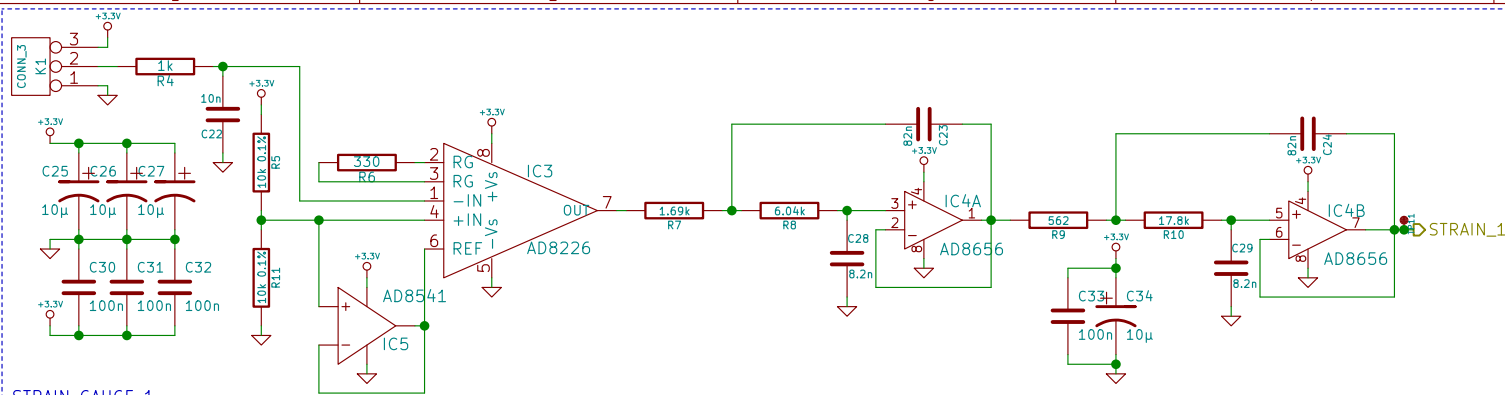 +3.3V
CONN_3
K1
3
2
1
1k
R4
10n
C22
+3.3V
10k 0.1%
R5
+3.3V
C25
C26
C27
10µ
10µ
10µ
C30
C31
C32
100n
100n
100n
+3.3V
10k 0.1%
R11
330
R6
+3.3V
8
2
RG
3
RG
1
-IN
4
+IN
6
REF
+Vs
-Vs
5
OUT
7
IC3
AD8226
+3.3V
AD8541
+
−
IC5
1.69k
R7
6.04k
R8
C28
8.2n
82n
C23
+3.3V
4
3
+
2
−
8
1
IC4A
AD8656
562
R9
17.8k
R10
+3.3V
C33
C34
100n
10µ
C29
8.2n
82n
C24
+3.3V
4
5
+
6
−
8
7
IC4B
AD8656
STRAIN_1
STRAIN GAUGE 1